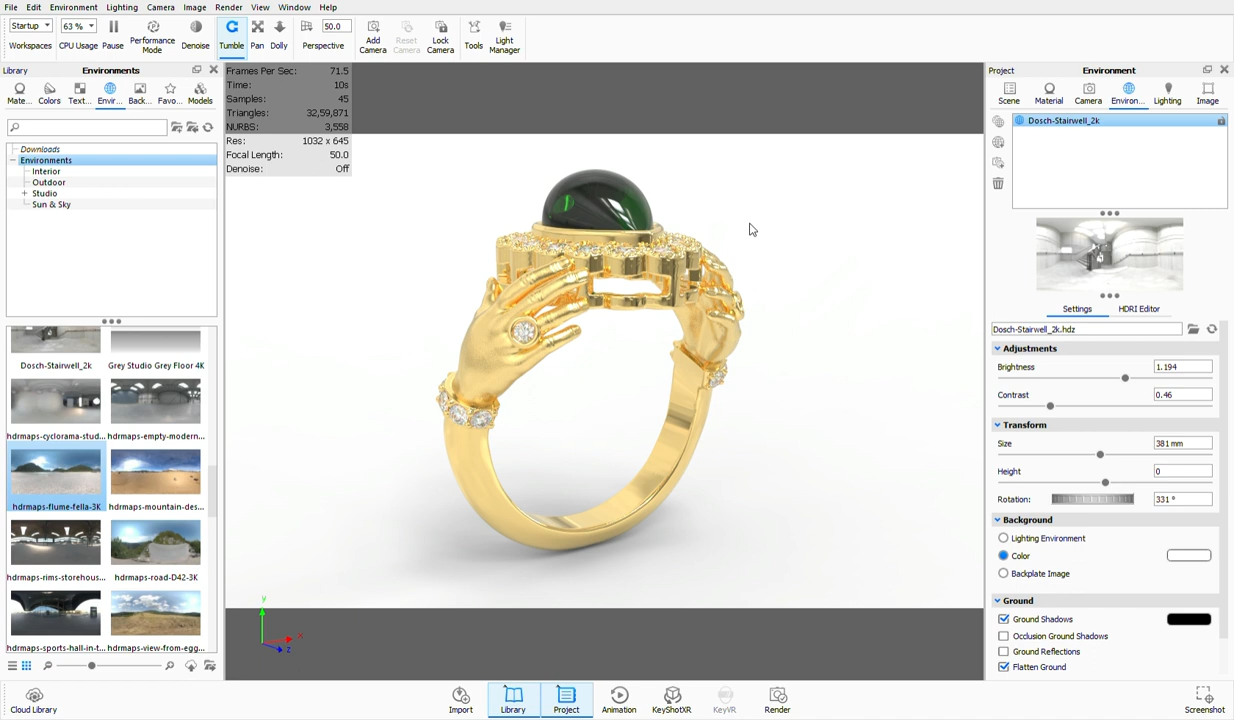 File Edit Environment Lighting Camera Image Render View Window Help
Startup 63 % 50.0
Workspaces CPU Usage Pause Performance Mode Denoise Tumble Pan Dolly Perspective Add Camera Reset Camera Lock Camera Tools Light Manager
Library Environments
Mate... Colors Text... Envir... Back... Favo... Models
Downloads
Environments
Interior
Outdoor
Studio
Sun & Sky
Dosch-Stairwell_2k Grey Studio Grey Floor 4K
hdrmaps-cyclorama-stud... hdrmaps-empty-modern...
hdrmaps-flume-fella-3K hdrmaps-mountain-des...
hdrmaps-rims-storehous... hdrmaps-road-D42-3K
hdrmaps-sports-hall-in-t... hdrmaps-view-from-egg...
Frames Per Sec: 71.5
Time: 10s
Samples: 45
Triangles: 32,59,871
NURBS: 3,558
Res: 1032 x 645
Focal Length: 50.0
Denoise: Off
y
x
z
Project Environment
Scene Material Camera Environ... Lighting Image
Dosch-Stairwell_2k
Settings HDRI Editor
Dosch-Stairwell_2k.hdz
Adjustments
Brightness 1.194
Contrast 0.46
Transform
Size 381 mm
Height 0
Rotation: 331 °
Background
Lighting Environment
Color
Backplate Image
Ground
Ground Shadows
Occlusion Ground Shadows
Ground Reflections
Flatten Ground
Cloud Library Import Library Project Animation KeyShotXR KeyVR Render Screenshot